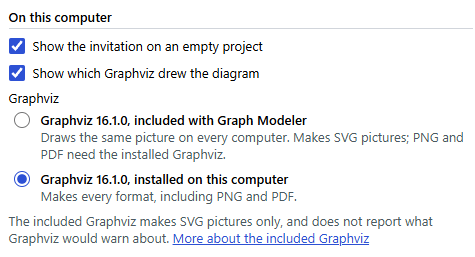 On this computer
Show the invitation on an empty project
Show which Graphviz drew the diagram
Graphviz
Graphviz 16.1.0, included with Graph Modeler
Draws the same picture on every computer. Makes SVG pictures; PNG and
PDF need the installed Graphviz.
Graphviz 16.1.0, installed on this computer
Makes every format, including PNG and PDF.
The included Graphviz makes SVG pictures only, and does not report what
Graphviz would warn about. More about the included Graphviz